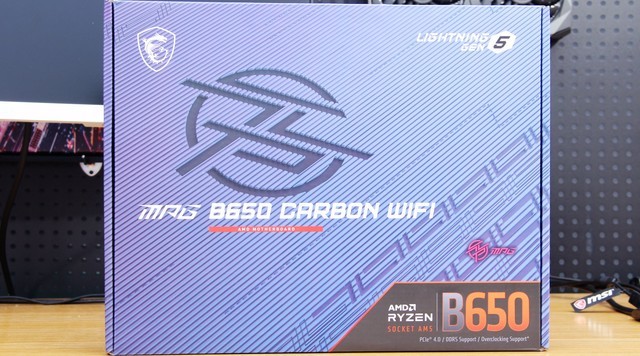 LIGHTNING
GEN 5
MPG B650 CARBON WIFI
AMD MOTHERBOARD
MPG
AMD
RYZEN
SOCKET AM5
B650
PCIe® 4.0 / DDR5 Support / Overclocking Support*
msi